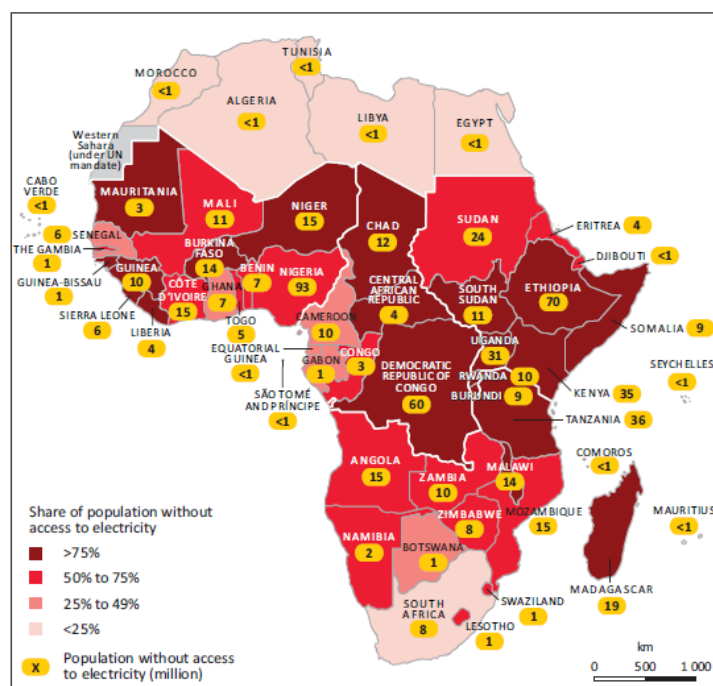 TUNISIA
<1
MOROCCO
<1
ALGERIA
<1
LIBYA
<1
EGYPT
<1
Western
Sahara
(under UN
mandate)
CABO
VERDE
<1
MAURITANIA
3
MALI
11
NIGER
15
CHAD
12
SUDAN
24
ERITREA 4
DJIBOUTI <1
6
SENEGAL
THE GAMBIA
1
GUINEA-BISSAU
1
GUINEA
10
SIERRA LEONE
6
LIBERIA
4
CÔTE
D'IVOIRE
15
BURKINA
FASO
14
GHANA
7
TOGO
5
BENIN
7
NIGERIA
93
CAMEROON
10
CENTRAL
AFRICAN
REPUBLIC
4
SOUTH
SUDAN
11
ETHIOPIA
70
SOMALIA 9
EQUATORIAL
GUINEA
<1
GABON
1
CONGO
3
SÃO TOMÉ
AND PRÍNCIPE
<1
DEMOCRATIC
REPUBLIC OF
CONGO
60
UGANDA
31
RWANDA 10
BURUNDI 9
KENYA 35
TANZANIA 36
SEYCHELLES
<1
COMOROS
<1
ANGOLA
15
ZAMBIA
10
MALAWI
14
MOZAMBIQUE
15
MAURITIUS
<1
ZIMBABWE
8
NAMIBIA
2
BOTSWANA
1
MADAGASCAR
19
SOUTH
AFRICA
8
SWAZILAND
1
LESOTHO
1
Share of population without
access to electricity
>75%
50% to 75%
25% to 49%
<25%
X Population without access
to electricity (million)
km
0 500 1 000